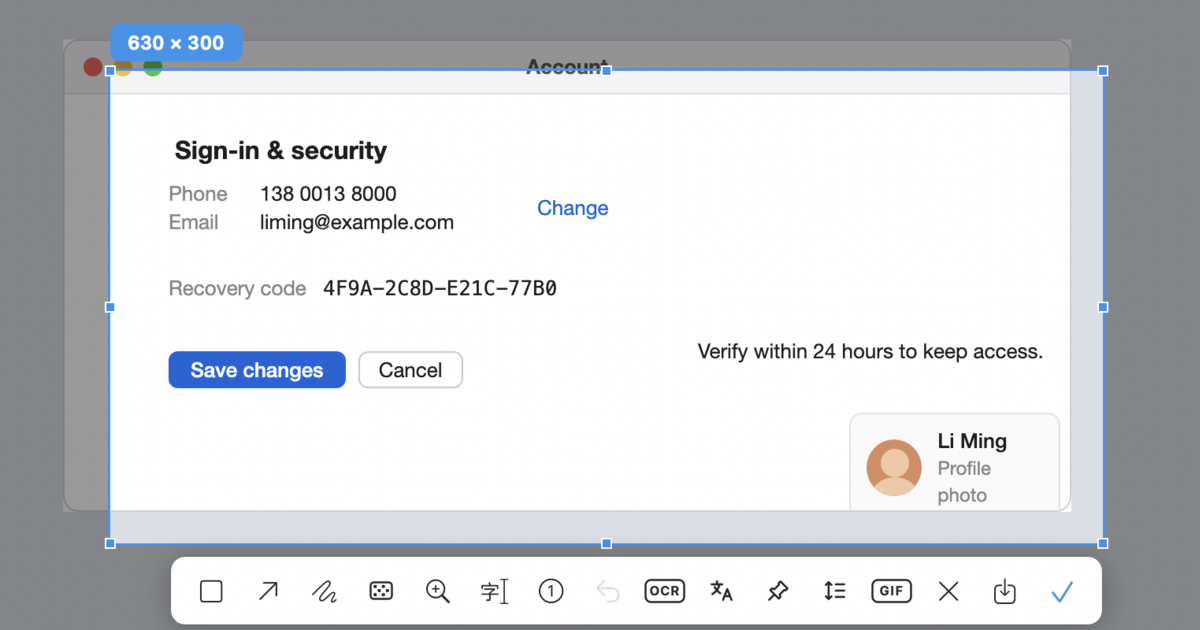 630 × 300
Account
Sign-in & security
Phone 138 0013 8000
Email liming@example.com
Change
Recovery code 4F9A-2C8D-E21C-77B0
Verify within 24 hours to keep access.
Save changes Cancel
Li Ming
Profile
photo
字 1 OCR 文A GIF